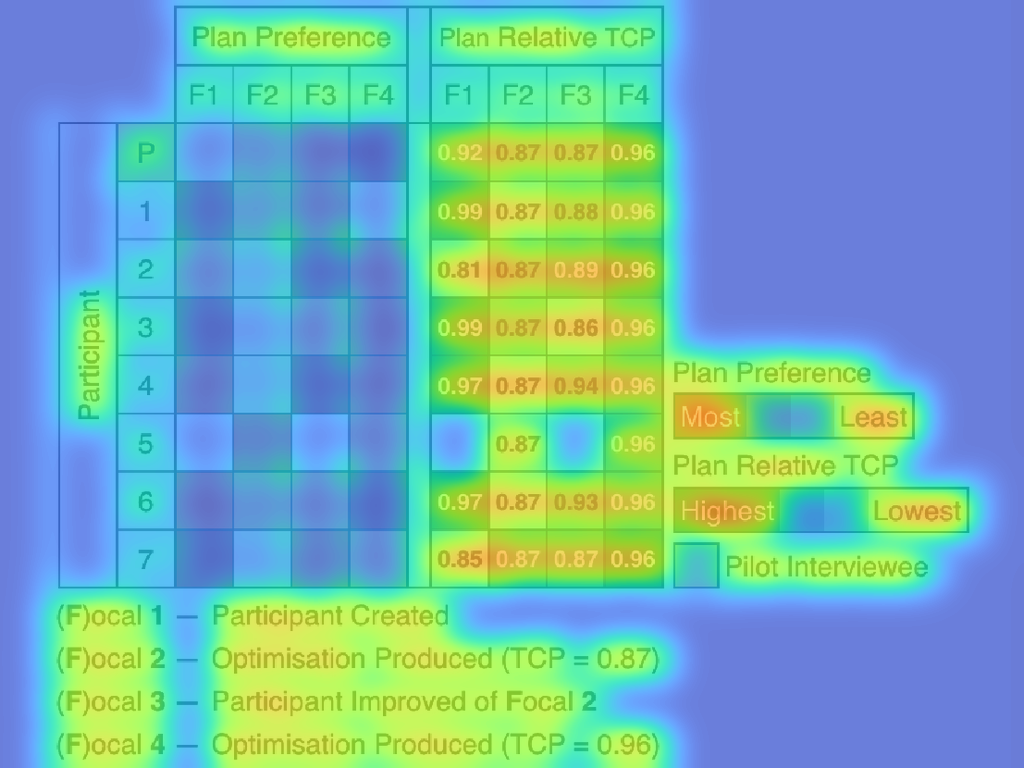 Plan Preference Plan Relative TCP
F1 F2 F3 F4 F1 F2 F3 F4
Participant
P 0.92 0.87 0.87 0.96
1 0.99 0.87 0.88 0.96
2 0.81 0.87 0.89 0.96
3 0.99 0.87 0.86 0.96
4 0.97 0.87 0.94 0.96
5 0.87 0.96
6 0.97 0.87 0.93 0.96
7 0.85 0.87 0.87 0.96
Plan Preference
Most Least
Plan Relative TCP
Highest Lowest
Pilot Interviewee
(F)ocal 1 — Participant Created
(F)ocal 2 — Optimisation Produced (TCP = 0.87)
(F)ocal 3 — Participant Improved of Focal 2
(F)ocal 4 — Optimisation Produced (TCP = 0.96)